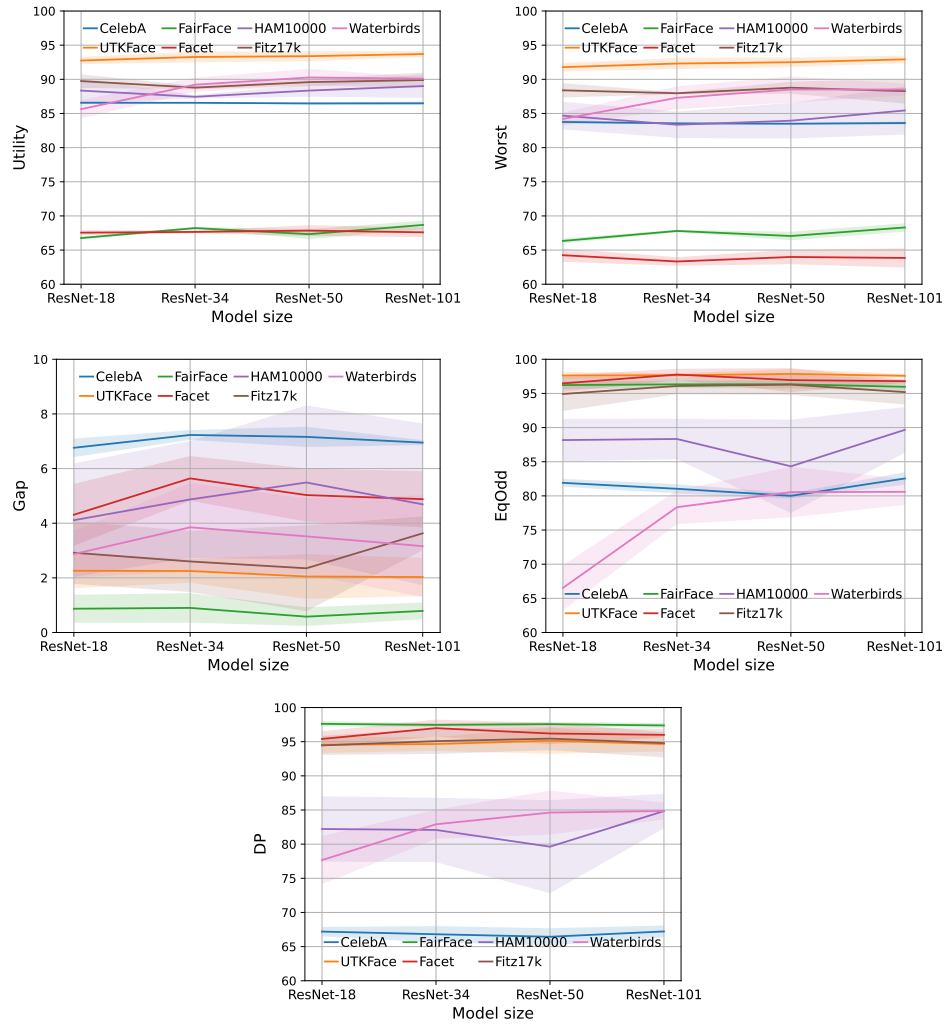 100
95
90
85
80
75
70
65
60
Utility
CelebA FairFace HAM10000 Waterbirds
UTKFace Facet Fitz17k
ResNet-18 ResNet-34 ResNet-50 ResNet-101
Model size
100
95
90
85
80
75
70
65
60
Worst
CelebA FairFace HAM10000 Waterbirds
UTKFace Facet Fitz17k
ResNet-18 ResNet-34 ResNet-50 ResNet-101
Model size
10
8
6
4
2
0
Gap
CelebA FairFace HAM10000 Waterbirds
UTKFace Facet Fitz17k
ResNet-18 ResNet-34 ResNet-50 ResNet-101
Model size
100
95
90
85
80
75
70
65
60
EqOdd
CelebA FairFace HAM10000 Waterbirds
UTKFace Facet Fitz17k
ResNet-18 ResNet-34 ResNet-50 ResNet-101
Model size
100
95
90
85
80
75
70
65
60
DP
CelebA FairFace HAM10000 Waterbirds
UTKFace Facet Fitz17k
ResNet-18 ResNet-34 ResNet-50 ResNet-101
Model size